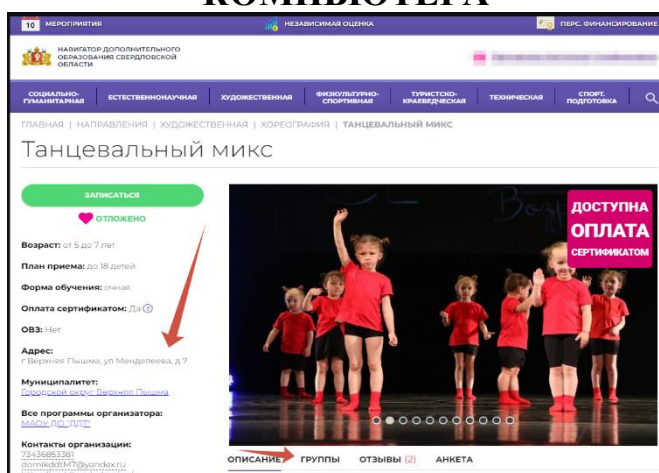 КОМПЬЮТЕРА
10 МЕРОПРИЯТИЯ
НЕЗАВИСИМАЯ ОЦЕНКА
ПЕРС. ФИНАНСИРОВАНИЕ
НАВИГАТОР ДОПОЛНИТЕЛЬНОГО
ОБРАЗОВАНИЯ СВЕРДЛОВСКОЙ
ОБЛАСТИ
СОЦИАЛЬНО-ГУМАНИТАРНАЯ ЕСТЕСТВЕННОНАУЧНАЯ ХУДОЖЕСТВЕННАЯ ФИЗКУЛЬТУРНО-СПОРТИВНАЯ ТУРИСТСКО-КРАЕВЕДЧЕСКАЯ ТЕХНИЧЕСКАЯ СПОРТ. ПОДГОТОВКА
ГЛАВНАЯ | НАПРАВЛЕНИЯ | ХУДОЖЕСТВЕННАЯ | ХОРЕОГРАФИЯ | ТАНЦЕВАЛЬНЫЙ МИКС
Танцевальный микс
ЗАПИСАТЬСЯ
ОТЛОЖЕНО
Возраст: от 5 до 7 лет
План приема: до 18 детей
Форма обучения: очная
Оплата сертификатом: Да ?
ОВЗ: Нет
Адрес:
г Верхняя Пышма, ул Менделеева, д 7
Муниципалитет:
Городской округ Верхняя Пышма
Все программы организатора:
МАОУ ДО "ДДТ"
Контакты организации:
73436853381
domikddtM7@yandex.ru
ДОСТУПНА
ОПЛАТА
СЕРТИФИКАТОМ
ОПИСАНИЕ ГРУППЫ ОТЗЫВЫ (2) АНКЕТА